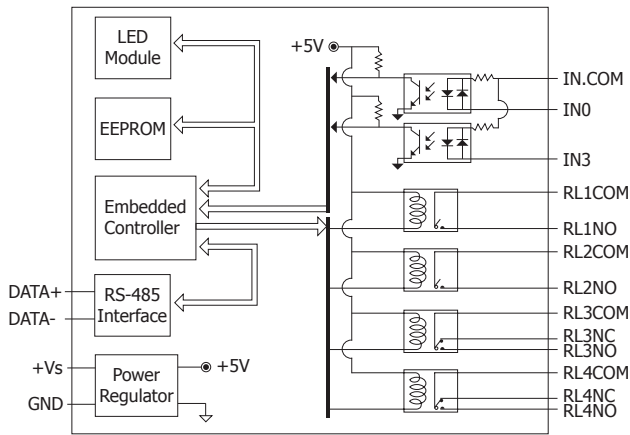 LED
Module
EEPROM
Embedded
Controller
RS-485
Interface
Power
Regulator
DATA+
DATA-
+Vs
GND
+5V
+5V
IN.COM
IN0
IN3
RL1COM
RL1NO
RL2COM
RL2NO
RL3COM
RL3NC
RL3NO
RL4COM
RL4NC
RL4NO